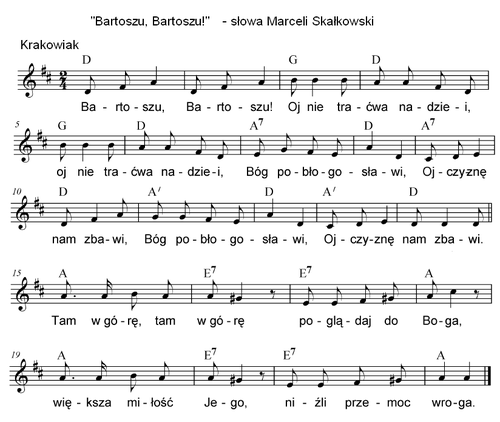 "Bartoszu, Bartoszu!" - słowa Marceli Skałkowski
Krakowiak
D D G D
2/4
Ba-rto-szu, Ba-rto-szu! Oj nie tra-ćwa na-dzie-i,
5
G D A7 D A7
oj nie tra-ćwa na-dzie-i, Bóg po-bło-go-sła-wi, Oj-czyznę
10
D A7 D A7 D
nam zba-wi, Bóg po-bło-go-sła-wi, Oj-czy-znę nam zba-wi.
15
A E7 E7 A
Tam w gó-rę, tam w gó-rę po-glą-daj do Bo-ga,
19
A E7 E7 A
wię-ksza mi-łość Je-go, ni-źli prze-moc wro-ga.